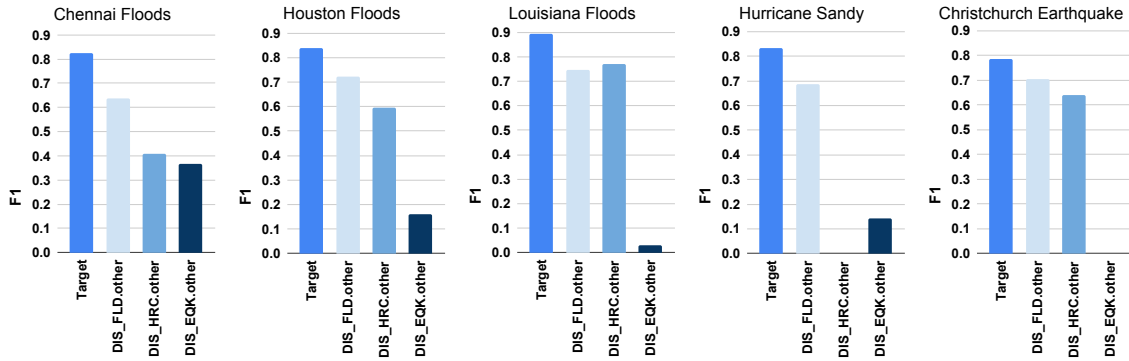 Chennai Floods
F1
0.9
0.8
0.7
0.6
0.5
0.4
0.3
0.2
0.1
0.0
Target
DIS_FLD.other
DIS_HRC.other
DIS_EQK.other
Houston Floods
F1
0.9
0.8
0.7
0.6
0.5
0.4
0.3
0.2
0.1
0.0
Target
DIS_FLD.other
DIS_HRC.other
DIS_EQK.other
Louisiana Floods
F1
0.9
0.8
0.7
0.6
0.5
0.4
0.3
0.2
0.1
0.0
Target
DIS_FLD.other
DIS_HRC.other
DIS_EQK.other
Hurricane Sandy
F1
0.9
0.8
0.7
0.6
0.5
0.4
0.3
0.2
0.1
0.0
Target
DIS_FLD.other
DIS_HRC.other
DIS_EQK.other
Christchurch Earthquake
F1
0.9
0.8
0.7
0.6
0.5
0.4
0.3
0.2
0.1
0.0
Target
DIS_FLD.other
DIS_HRC.other
DIS_EQK.other